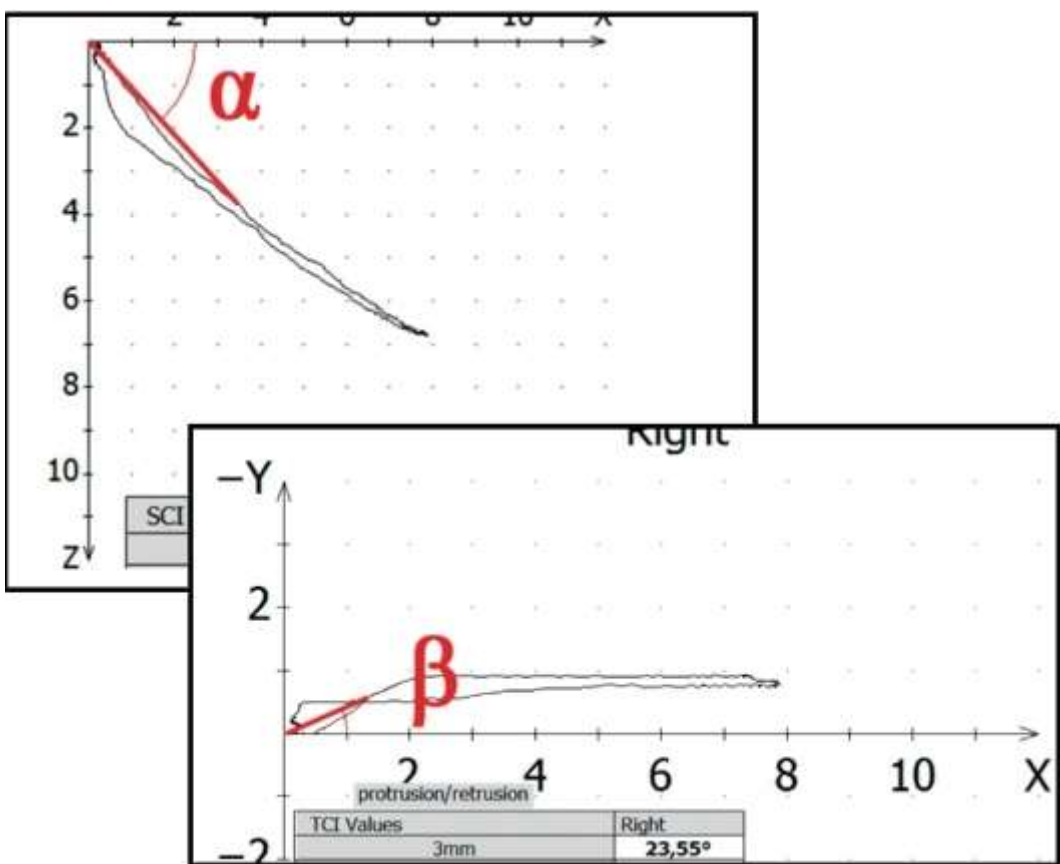 2 4 6 8 10 X
α
2
4
6
8
10
SCI
Z
Right
–Y
2
β
2 4 6 8 10 X
protrusion/retrusion
TCI Values Right
–2 3mm 23,55°